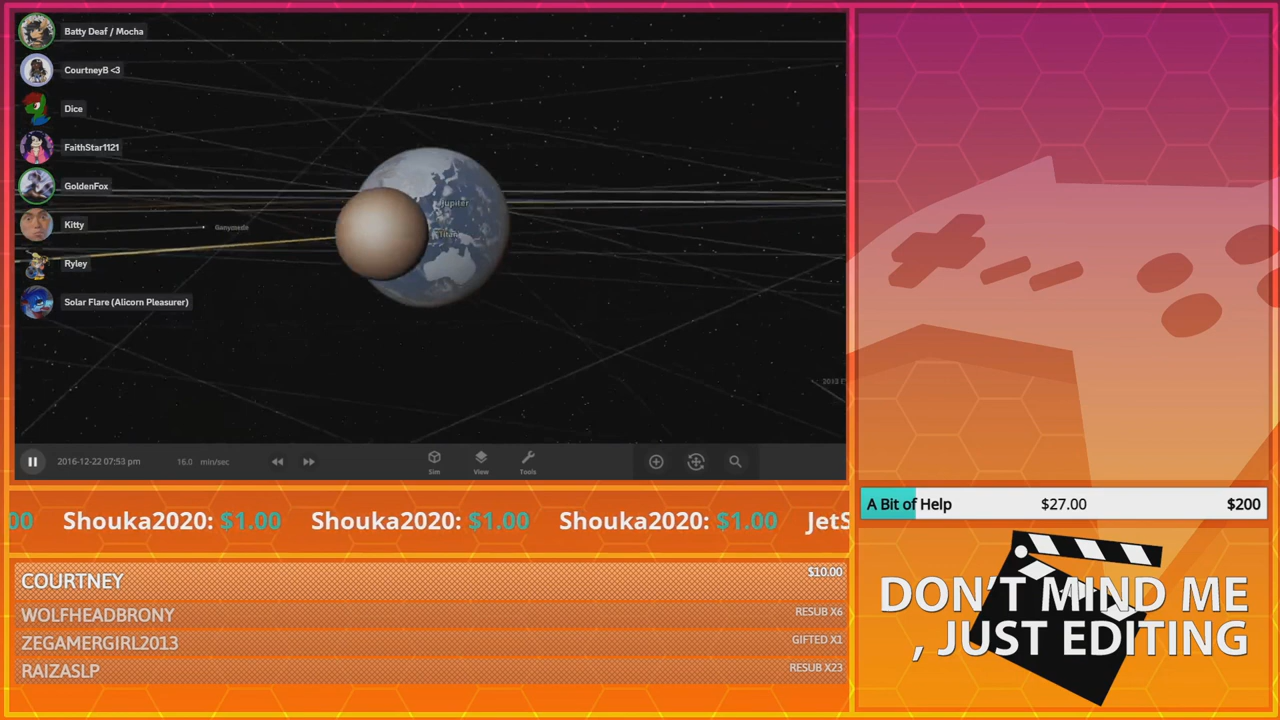 Batty Deaf / Mocha
CourtneyB <3
Dice
FaithStar1121
GoldenFox
Kitty
Ryley
Solar Flare (Alicorn Pleasurer)
Jupiter
Titan
Ganymede
2013 F
2016-12-22 07:53 pm
16.0 min/sec
Sim
View
Tools
00 Shouka2020: $1.00 Shouka2020: $1.00 Shouka2020: $1.00 JetS
COURTNEY $10.00
WOLFHEADBRONY RESUB X6
ZEGAMERGIRL2013 GIFTED X1
RAIZASLP RESUB X23
A Bit of Help $27.00 $200
DON'T MIND ME
, JUST EDITING